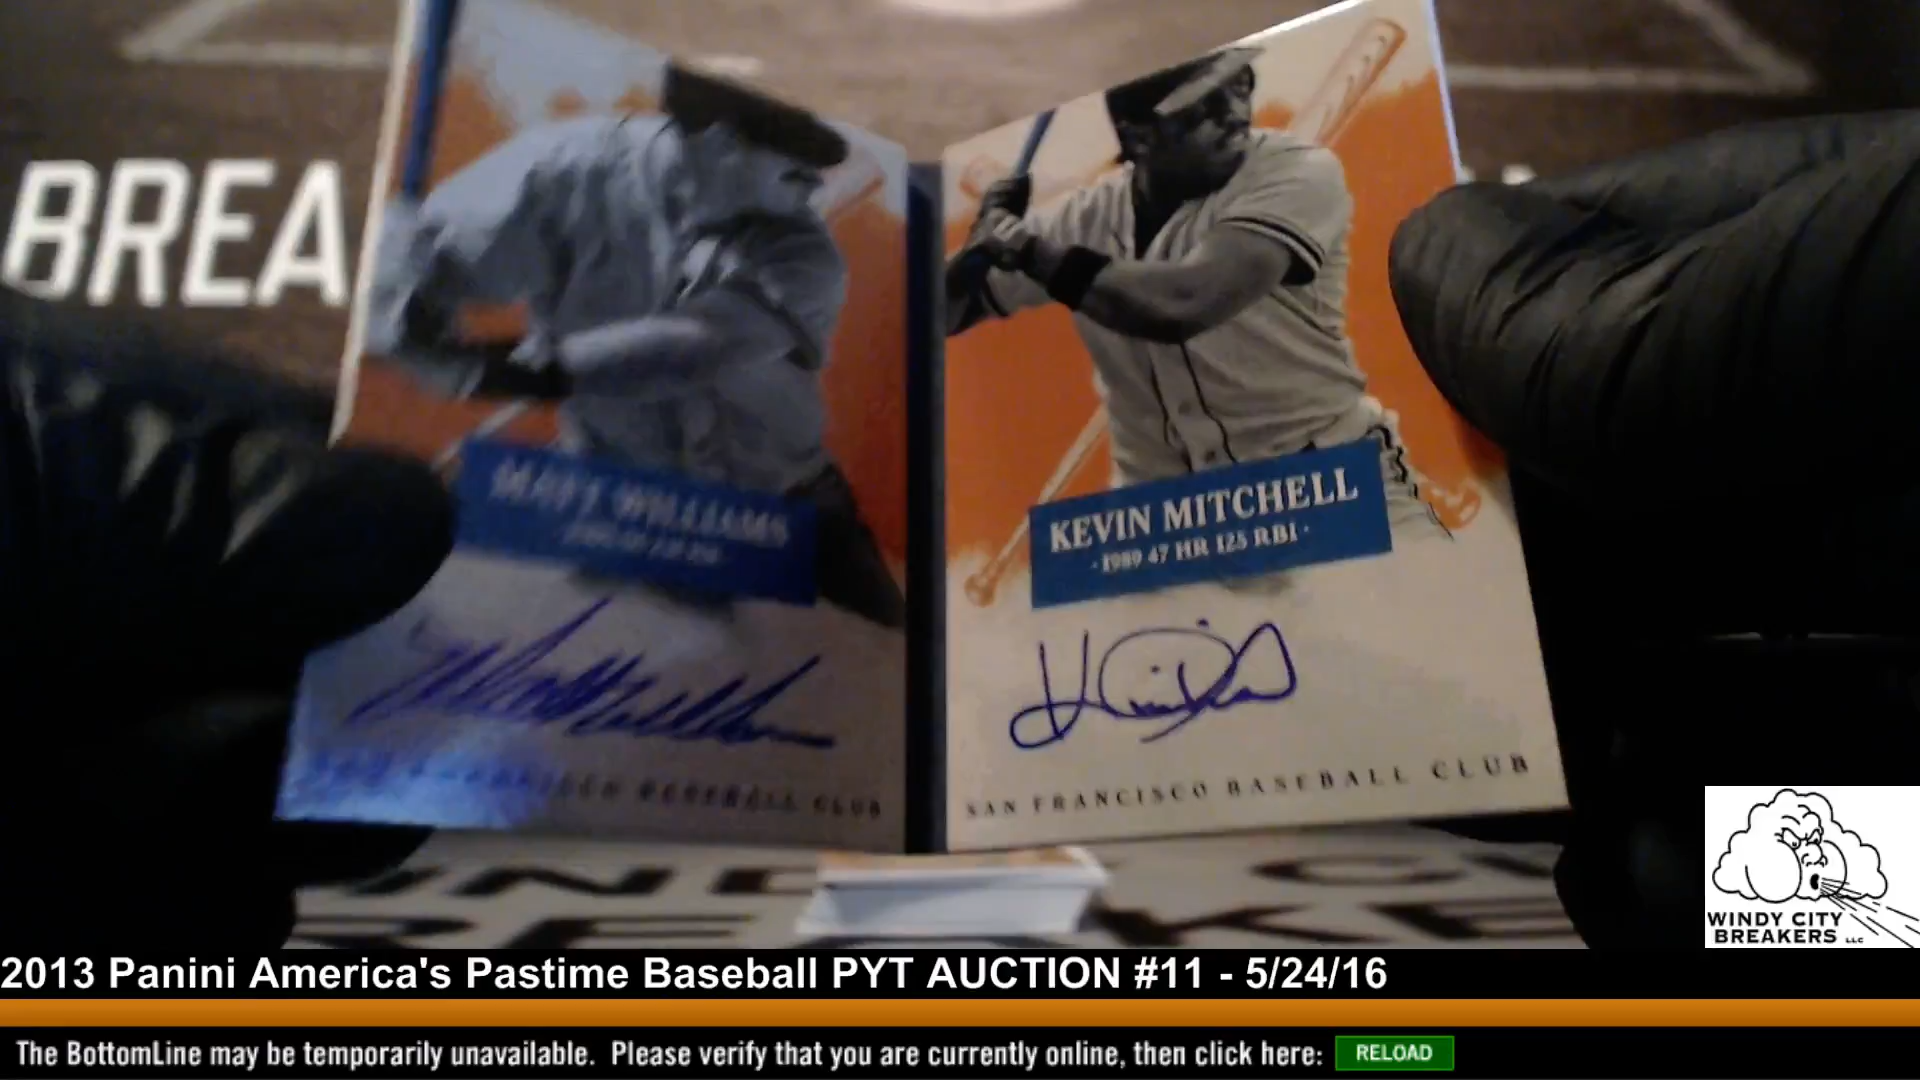 BREA
MATT WILLIAMS
KEVIN MITCHELL
· 1989 47 HR 125 RBI ·
BASEBALL CLUB
SAN FRANCISCO BASEBALL CLUB
WINDY CITY
BREAKERS LLC
2013 Panini America's Pastime Baseball PYT AUCTION #11 - 5/24/16
The BottomLine may be temporarily unavailable. Please verify that you are currently online, then click here: RELOAD